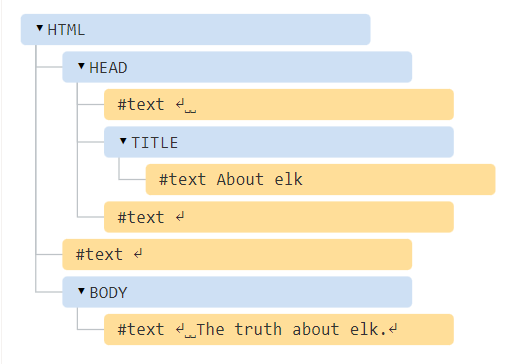 ▾ HTML
▾ HEAD
#text ↵␣␣
▾ TITLE
#text About elk
#text ↵
#text ↵
▾ BODY
#text ↵␣␣The truth about elk.↵